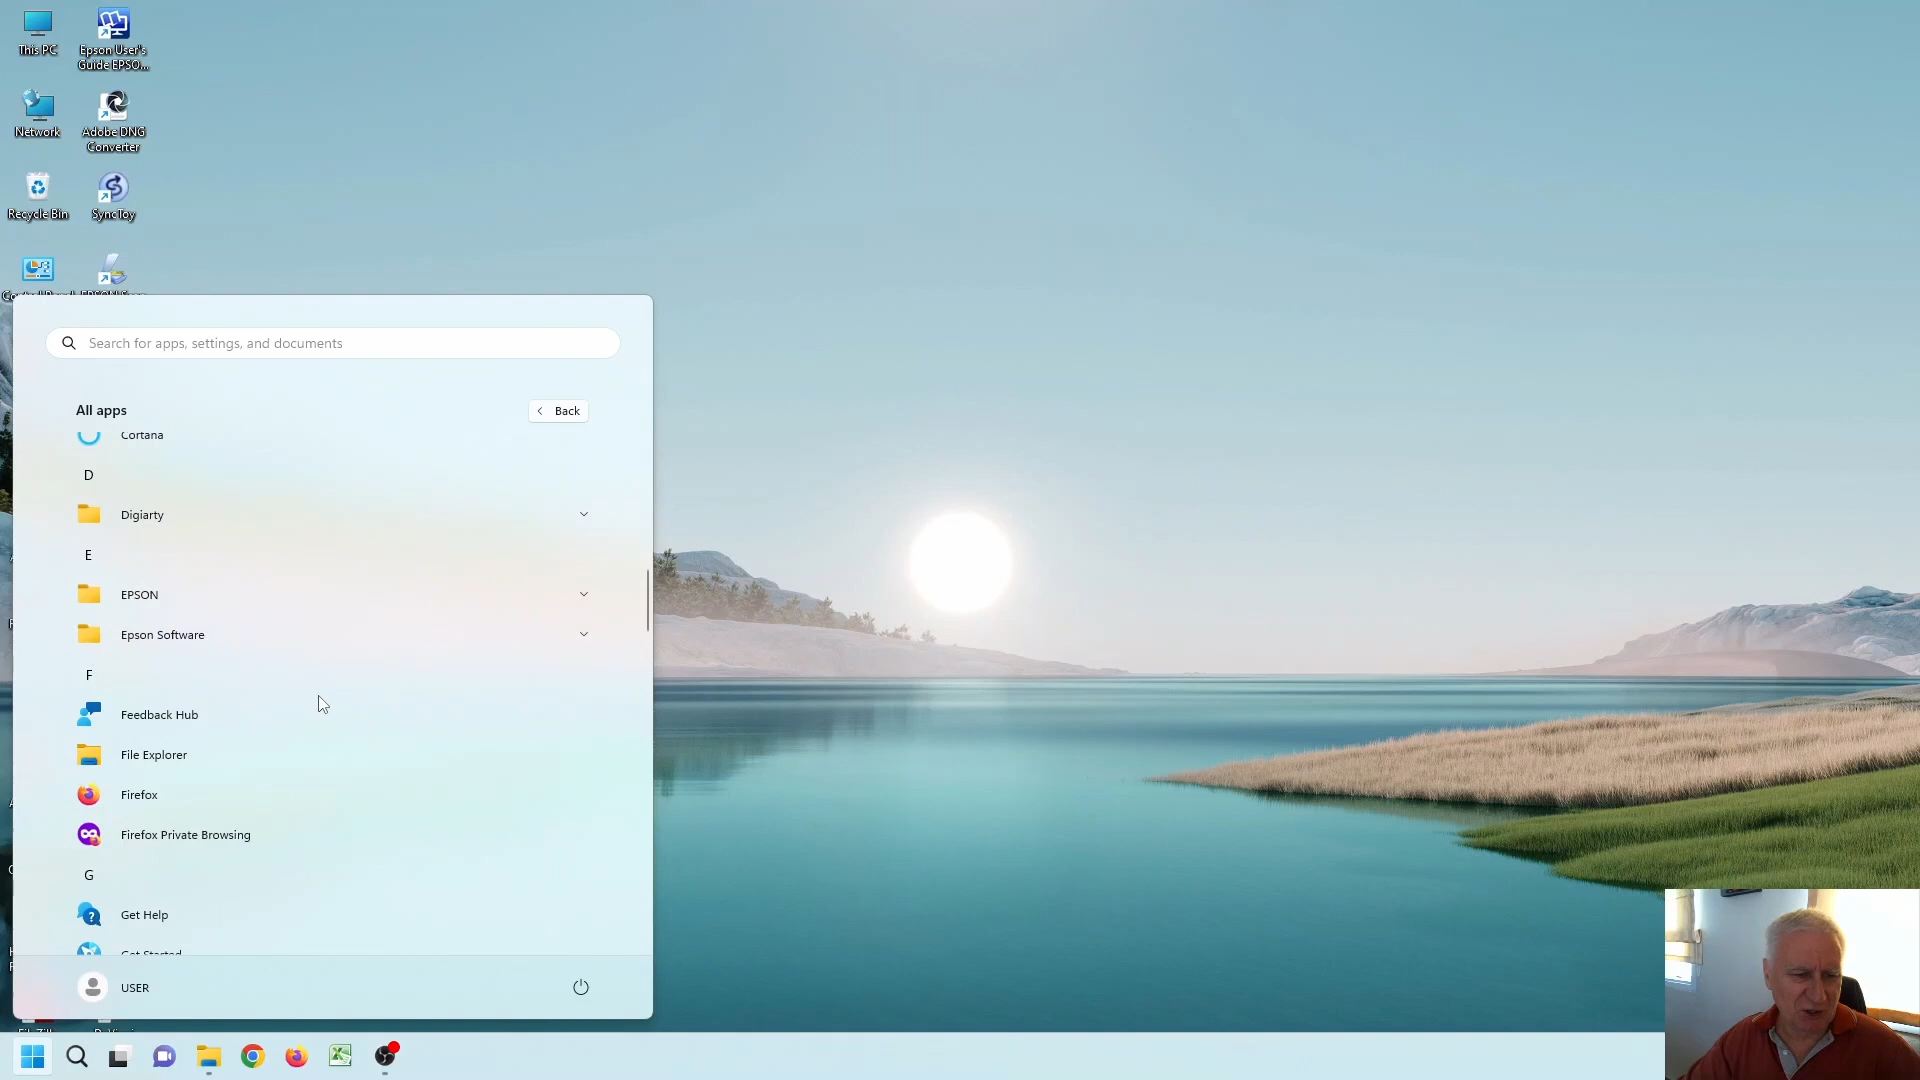 This PC
Epson User's
Guide EPSO...
Network
Adobe DNG
Converter
Recycle Bin
SyncToy
Search for apps, settings, and documents
All apps
Back
Cortana
D
Digiarty
E
EPSON
Epson Software
F
Feedback Hub
File Explorer
Firefox
Firefox Private Browsing
G
Get Help
Get Started
USER